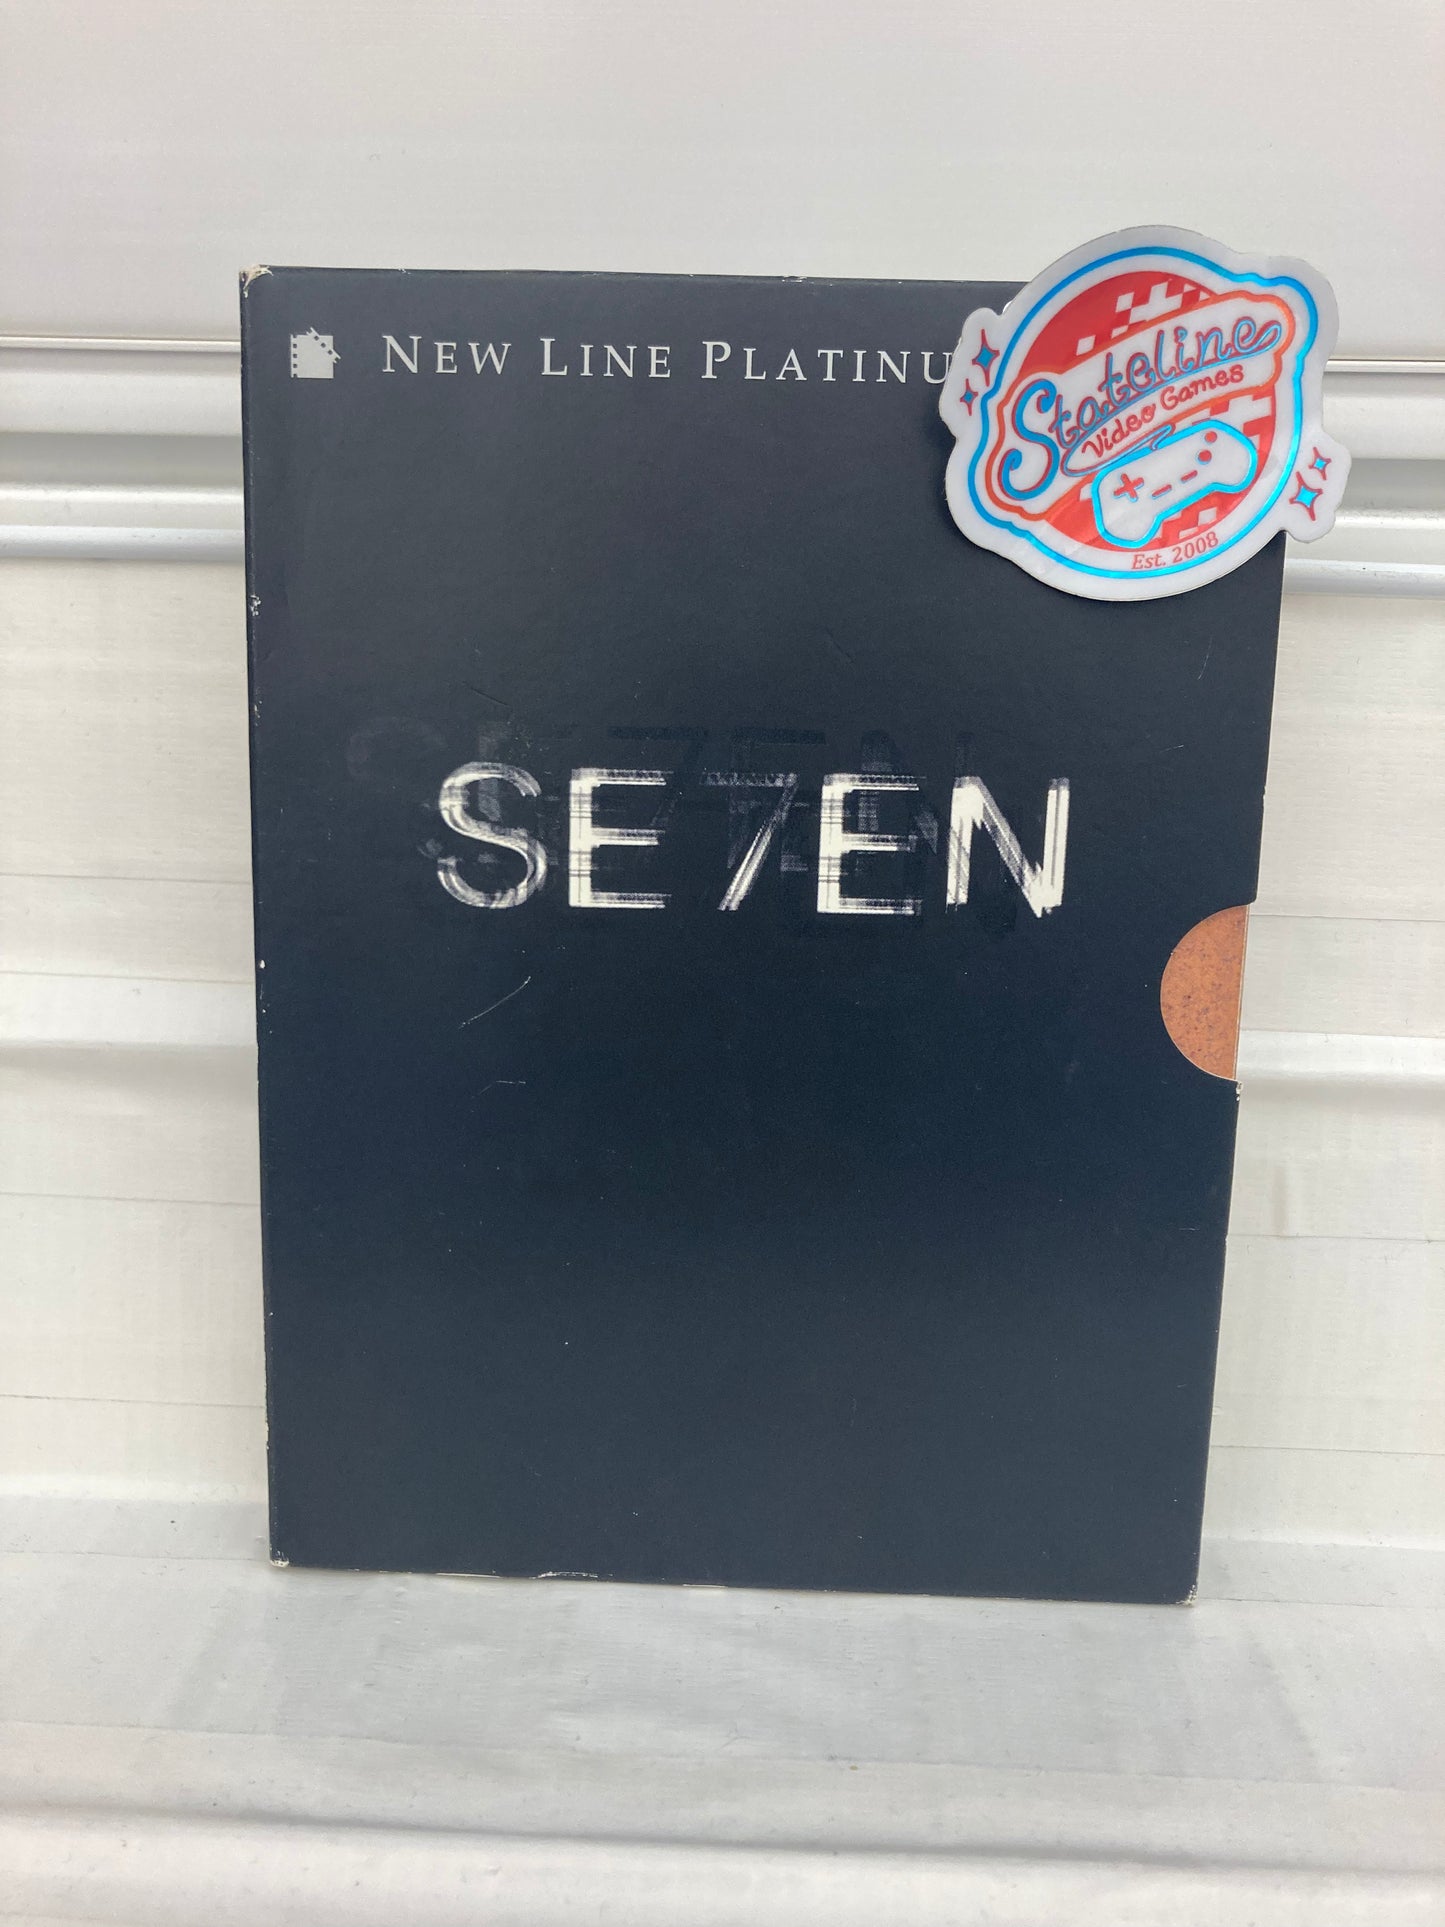 NEW LINE PLATINU
Stateline
Video Games
Est. 2008
SE7EN